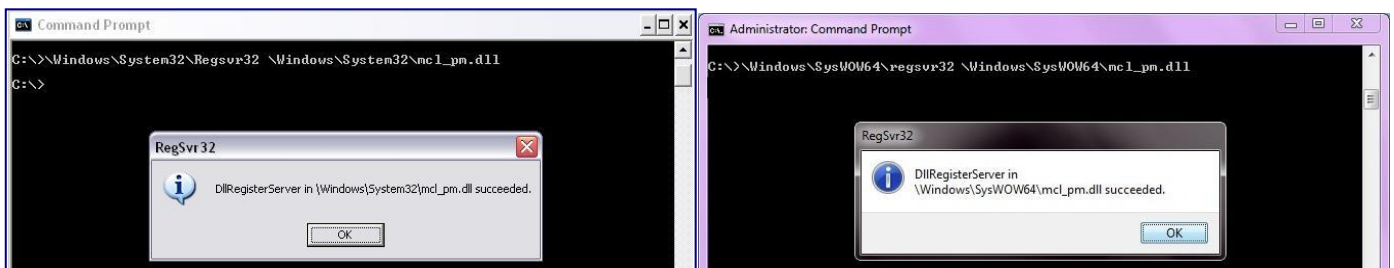 Command Prompt
C:\>\Windows\System32\Regsvr32 \Windows\System32\mcl_pm.dll
C:\>
RegSvr32
DllRegisterServer in \Windows\System32\mcl_pm.dll succeeded.
OK
Administrator: Command Prompt
C:\>\Windows\SysWOW64\regsvr32 \Windows\SysWOW64\mcl_pm.dll
RegSvr32
DllRegisterServer in
\Windows\SysWOW64\mcl_pm.dll succeeded.
OK